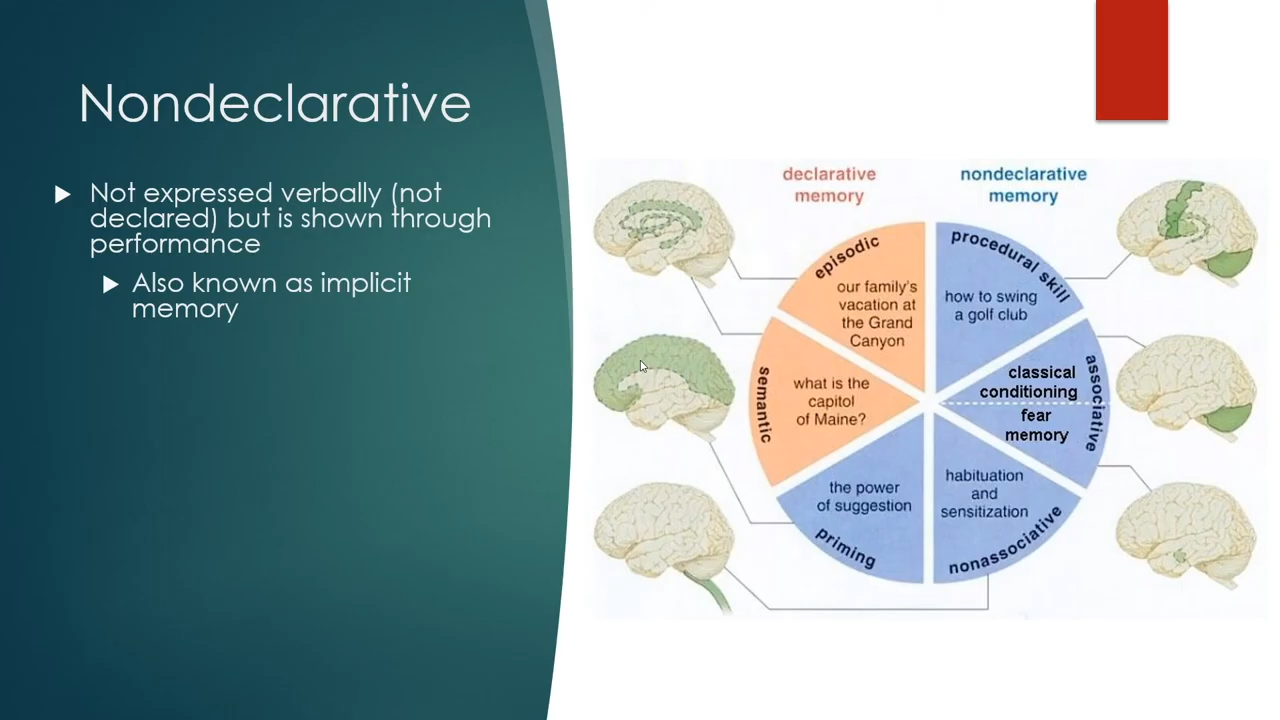 Nondeclarative
Not expressed verbally (not
declared) but is shown through
performance
Also known as implicit
memory
declarative
memory
nondeclarative
memory
episodic
our family's
vacation at
the Grand
Canyon
procedural skill
how to swing
a golf club
semantic
what is the
capitol
of Maine?
classical
conditioning
fear
memory
associative
the power
of suggestion
priming
habituation
and
sensitization
nonassociative